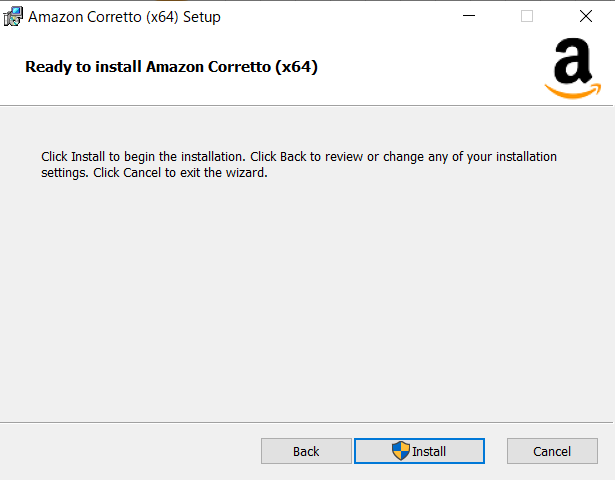 Amazon Corretto (x64) Setup
Ready to install Amazon Corretto (x64)
a
Click Install to begin the installation. Click Back to review or change any of your installation
settings. Click Cancel to exit the wizard.
Back
Install
Cancel